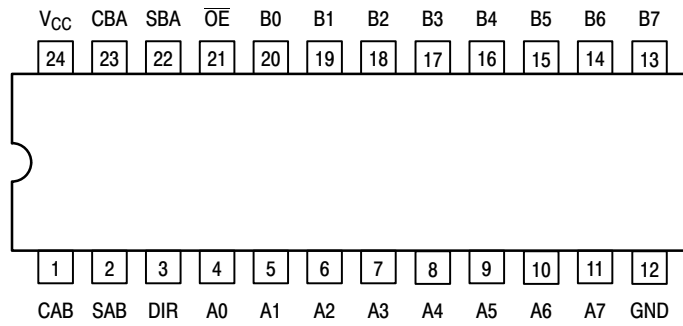 V_CC CBA SBA O̅E̅ B0 B1 B2 B3 B4 B5 B6 B7
24 23 22 21 20 19 18 17 16 15 14 13
1 2 3 4 5 6 7 8 9 10 11 12
CAB SAB DIR A0 A1 A2 A3 A4 A5 A6 A7 GND